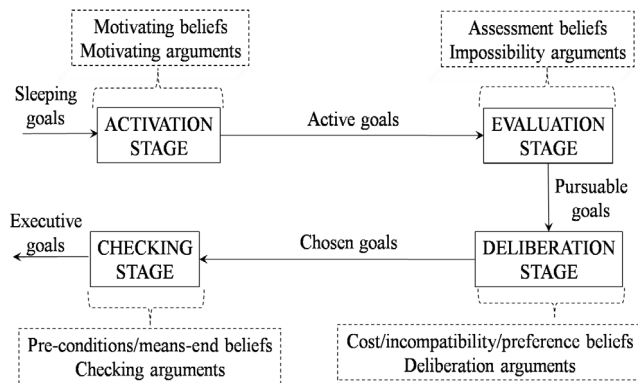 Motivating beliefs
Motivating arguments
Assessment beliefs
Impossibility arguments
Sleeping
goals
ACTIVATION
STAGE
Active goals
EVALUATION
STAGE
Pursuable
goals
Executive
goals
CHECKING
STAGE
Chosen goals
DELIBERATION
STAGE
Pre-conditions/means-end beliefs
Checking arguments
Cost/incompatibility/preference beliefs
Deliberation arguments